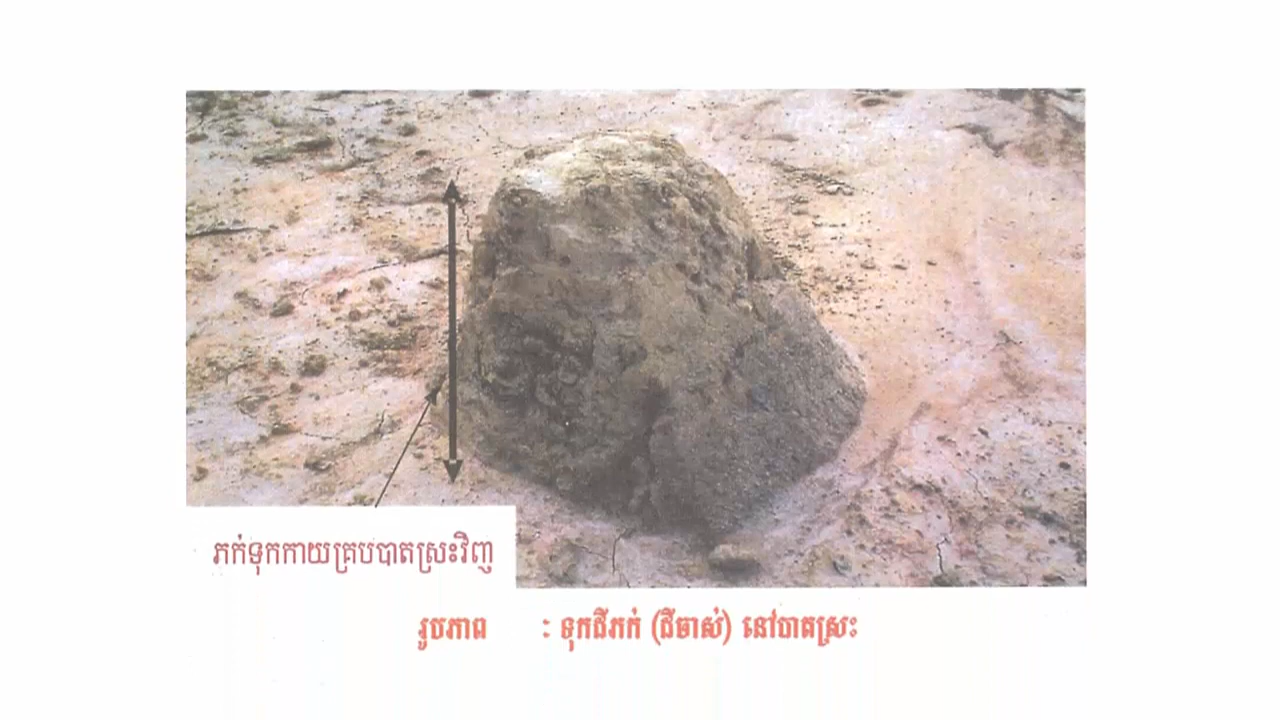 ភក់ទុកកាយគ្របបាតស្រះវិញ
រូបភាព : ទុកដីភក់ (ដីចាស់) នៅបាតស្រះ